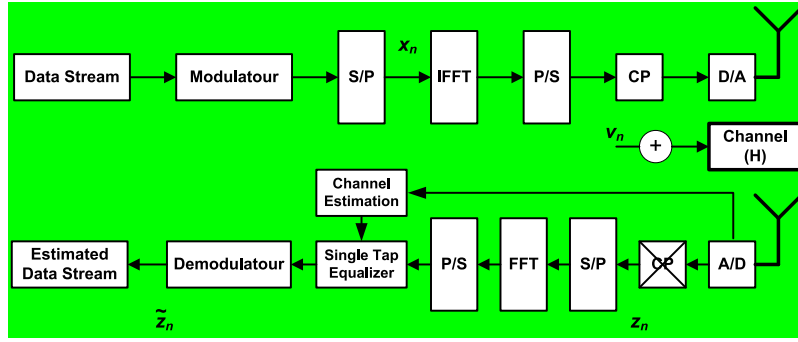 x_n
Data Stream
Modulatour
S/P
IFFT
P/S
CP
D/A
v_n
+
Channel
(H)
Channel
Estimation
Estimated
Data Stream
Demodulatour
Single Tap
Equalizer
P/S
FFT
S/P
CP
A/D
z̃_n
z_n